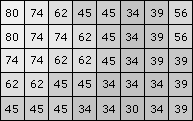 80 74 62 45 45 34 39 56
80 74 74 62 45 34 39 56
74 74 62 62 45 34 39 39
62 62 45 45 34 34 34 39
45 45 45 34 34 30 34 39